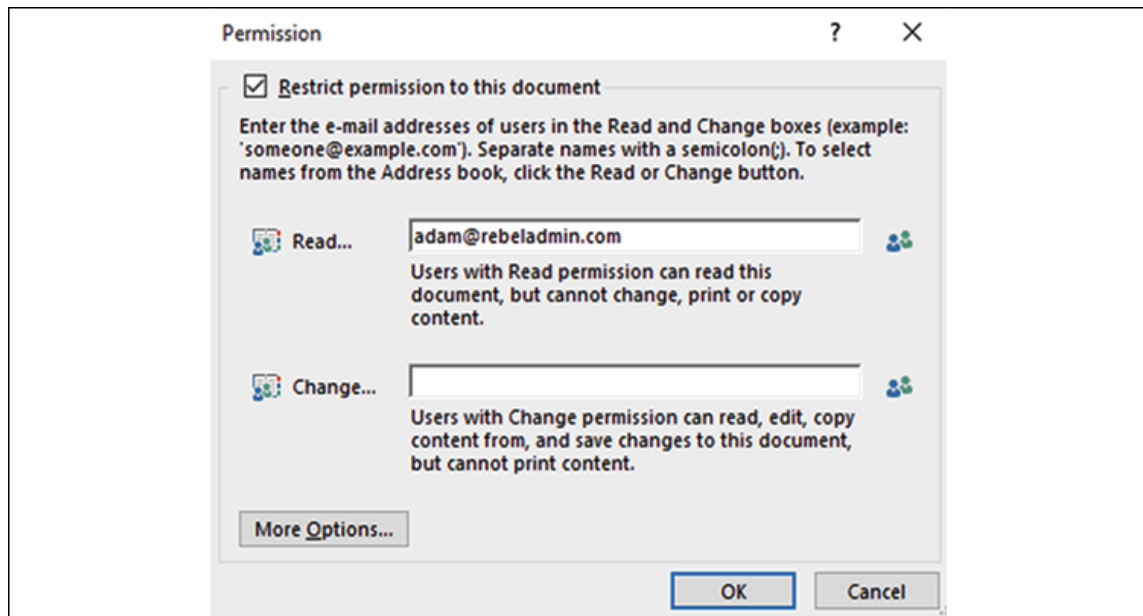 Permission
?
Restrict permission to this document
Enter the e-mail addresses of users in the Read and Change boxes (example:
'someone@example.com'). Separate names with a semicolon(;). To select
names from the Address book, click the Read or Change button.
Read...
adam@rebeladmin.com
Users with Read permission can read this
document, but cannot change, print or copy
content.
Change...
Users with Change permission can read, edit, copy
content from, and save changes to this document,
but cannot print content.
More Options...
OK
Cancel